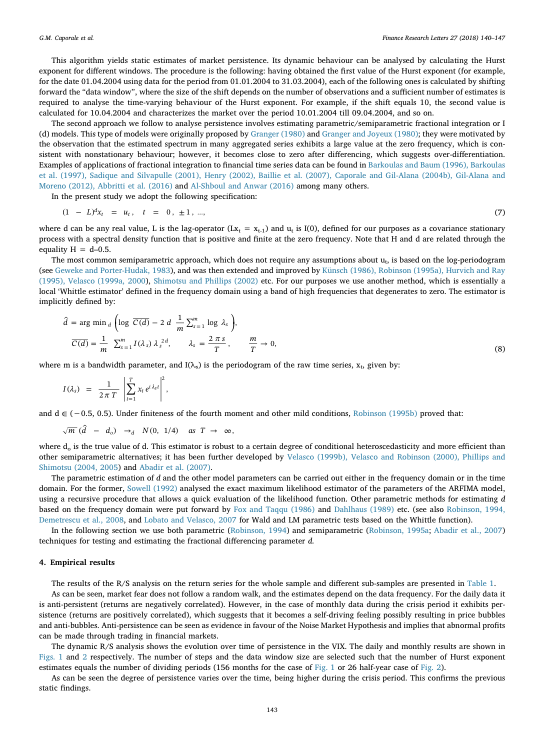 G.M. Caporale et al.
Finance Research Letters 27 (2018) 140–147
This algorithm yields static estimates of market persistence. Its dynamic behaviour can be analysed by calculating the Hurst
exponent for different windows. The procedure is the following: having obtained the first value of the Hurst exponent (for example,
for the date 01.04.2004 using data for the period from 01.01.2004 to 31.03.2004), each of the following ones is calculated by shifting
forward the "data window", where the size of the shift depends on the number of observations and a sufficient number of estimates is
required to analyse the time-varying behaviour of the Hurst exponent. For example, if the shift equals 10, the second value is
calculated for 10.04.2004 and characterizes the market over the period 10.01.2004 till 09.04.2004, and so on.
The second approach we follow to analyse persistence involves estimating parametric/semiparametric fractional integration or I
(d) models. This type of models were originally proposed by Granger (1980) and Granger and Joyeux (1980); they were motivated by
the observation that the estimated spectrum in many aggregated series exhibits a large value at the zero frequency, which is con-
sistent with nonstationary behaviour; however, it becomes close to zero after differencing, which suggests over-differentiation.
Examples of applications of fractional integration to financial time series data can be found in Barkoulas and Baum (1996), Barkoulas
et al. (1997), Sadique and Silvapulle (2001), Henry (2002), Baillie et al. (2007), Caporale and Gil-Alana (2004b), Gil-Alana and
Moreno (2012), Abbritti et al. (2016) and Al-Shboul and Anwar (2016) among many others.
In the present study we adopt the following specification:
(1 − L)^d x_t = u_t, t = 0, ±1, ..., (7)
where d can be any real value, L is the lag-operator (Lx_t = x_{t-1}) and u_t is I(0), defined for our purposes as a covariance stationary
process with a spectral density function that is positive and finite at the zero frequency. Note that H and d are related through the
equality H = d–0.5.
The most common semiparametric approach, which does not require any assumptions about u_t, is based on the log-periodogram
(see Geweke and Porter-Hudak, 1983), and was then extended and improved by Künsch (1986), Robinson (1995a), Hurvich and Ray
(1995), Velasco (1999a, 2000), Shimotsu and Phillips (2002) etc. For our purposes we use another method, which is essentially a
local 'Whittle estimator' defined in the frequency domain using a band of high frequencies that degenerates to zero. The estimator is
implicitly defined by:
d̂ = arg min_d ( log C̅(d) − 2 d 1/m ∑_{s=1}^m log λ_s ),
C̅(d) = 1/m ∑_{s=1}^m I(λ_s) λ_s^{2d}, λ_s = 2 π s / T, m/T → 0, (8)
where m is a bandwidth parameter, and I(λ_s) is the periodogram of the raw time series, x_t, given by:
I(λ_s) = 1/(2 π T) |∑_{t=1}^T x_t e^{i λ_s t}|^2,
and d ∈ (−0.5, 0.5). Under finiteness of the fourth moment and other mild conditions, Robinson (1995b) proved that:
√m (d̂ − d_o) →_d N(0, 1/4) as T → ∞,
where d_o is the true value of d. This estimator is robust to a certain degree of conditional heteroscedasticity and more efficient than
other semiparametric alternatives; it has been further developed by Velasco (1999b), Velasco and Robinson (2000), Phillips and
Shimotsu (2004, 2005) and Abadir et al. (2007).
The parametric estimation of d and the other model parameters can be carried out either in the frequency domain or in the time
domain. For the former, Sowell (1992) analysed the exact maximum likelihood estimator of the parameters of the ARFIMA model,
using a recursive procedure that allows a quick evaluation of the likelihood function. Other parametric methods for estimating d
based on the frequency domain were put forward by Fox and Taqqu (1986) and Dahlhaus (1989) etc. (see also Robinson, 1994,
Demetrescu et al., 2008, and Lobato and Velasco, 2007 for Wald and LM parametric tests based on the Whittle function).
In the following section we use both parametric (Robinson, 1994) and semiparametric (Robinson, 1995a; Abadir et al., 2007)
techniques for testing and estimating the fractional differencing parameter d.
4. Empirical results
The results of the R/S analysis on the return series for the whole sample and different sub-samples are presented in Table 1.
As can be seen, market fear does not follow a random walk, and the estimates depend on the data frequency. For the daily data it
is anti-persistent (returns are negatively correlated). However, in the case of monthly data during the crisis period it exhibits per-
sistence (returns are positively correlated), which suggests that it becomes a self-driving feeling possibly resulting in price bubbles
and anti-bubbles. Anti-persistence can be seen as evidence in favour of the Noise Market Hypothesis and implies that abnormal profits
can be made through trading in financial markets.
The dynamic R/S analysis shows the evolution over time of persistence in the VIX. The daily and monthly results are shown in
Figs. 1 and 2 respectively. The number of steps and the data window size are selected such that the number of Hurst exponent
estimates equals the number of dividing periods (156 months for the case of Fig. 1 or 26 half-year case of Fig. 2).
As can be seen the degree of persistence varies over the time, being higher during the crisis period. This confirms the previous
static findings.
143